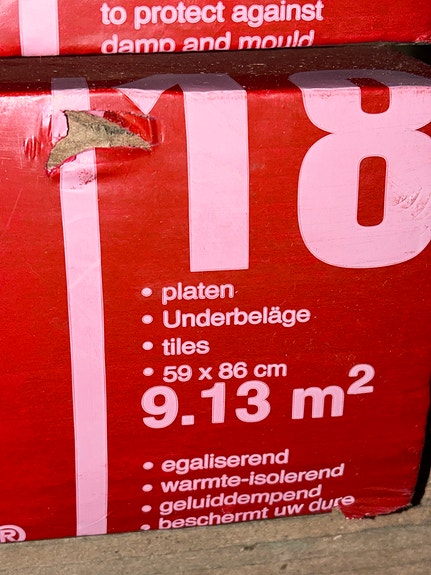 to protect against
damp and mould
18
• platen
• Underbeläge
• tiles
• 59 x 86 cm
9.13 m²
• egaliserend
• warmte-isolerend
• geluiddempend
• beschermt uw dure
®